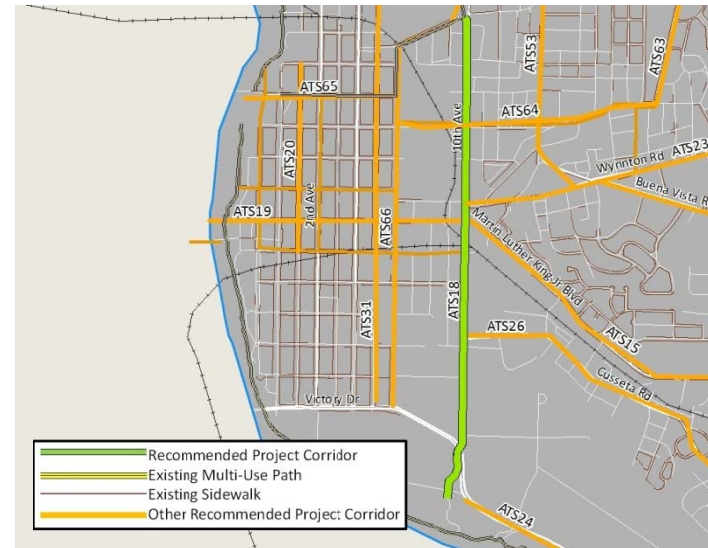 ATS53
ATS63
ATS65
10th Ave
ATS64
ATS20
ATS23
Wynnton Rd
Buena Vista R
2nd Ave
ATS19
ATS66
Martin Luther King Jr Blvd
ATS18
ATS31
ATS26
ATS15
Cusseta Rd
Victory Dr
ATS24
Recommended Project Corridor
Existing Multi-Use Path
Existing Sidewalk
Other Recommended Project Corridor